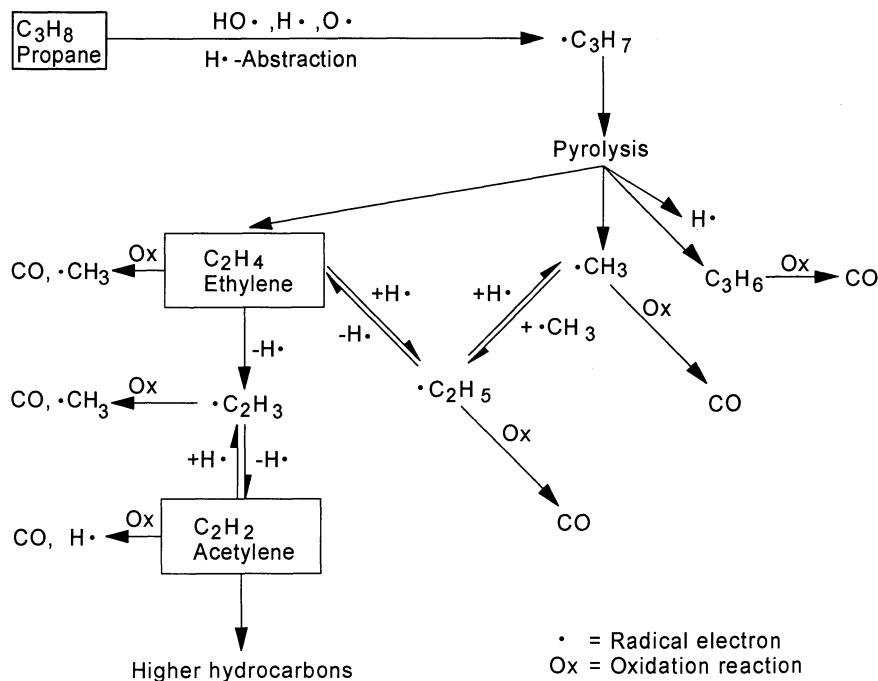 HO• ,H• ,O•
C3H8
Propane
•C3H7
H• -Abstraction
Pyrolysis
H•
C2H4
Ethylene
Ox
CO, •CH3
•CH3
C3H6
Ox
CO
+H•
-H•
+H•
+ •CH3
Ox
-H•
•C2H5
CO
Ox
CO, •CH3
•C2H3
Ox
+H•
-H•
CO
C2H2
Acetylene
Ox
CO, H•
• = Radical electron
Ox = Oxidation reaction
Higher hydrocarbons